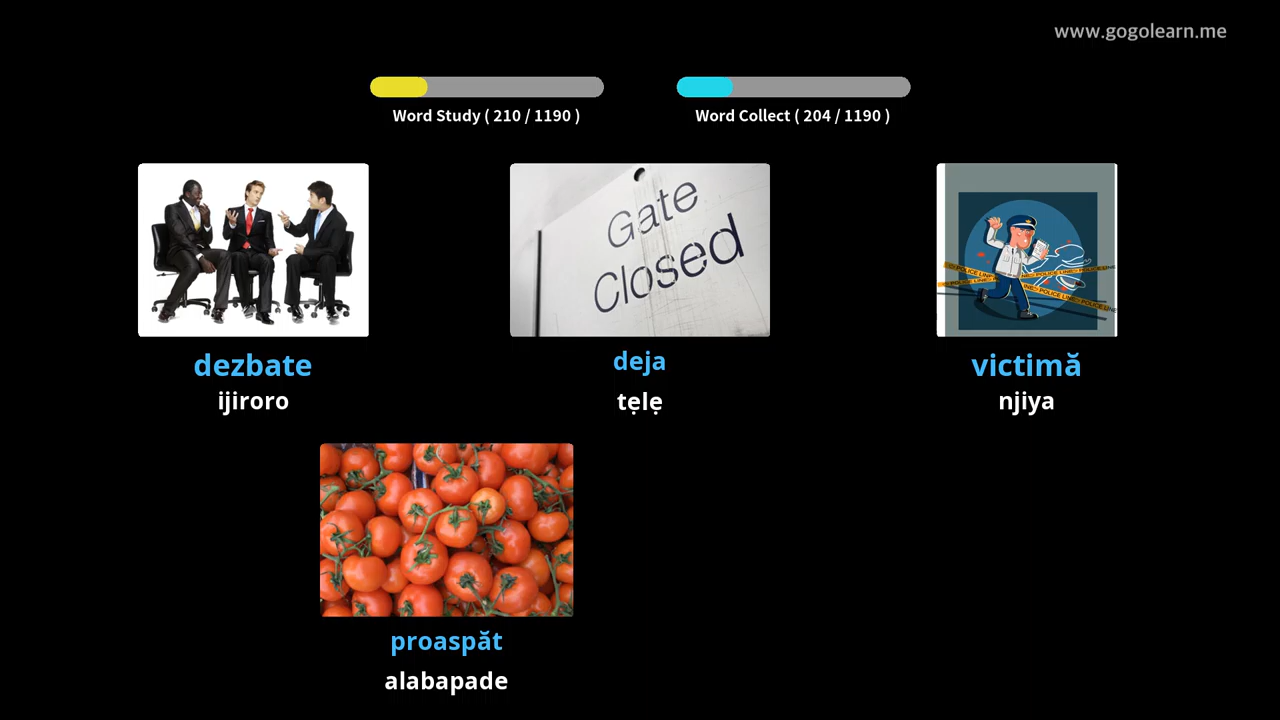 www.gogolearn.me
Word Study ( 210 / 1190 )
Word Collect ( 204 / 1190 )
Gate
Closed
dezbate
ijiroro
deja
tẹlẹ
victimă
njiya
proaspăt
alabapade